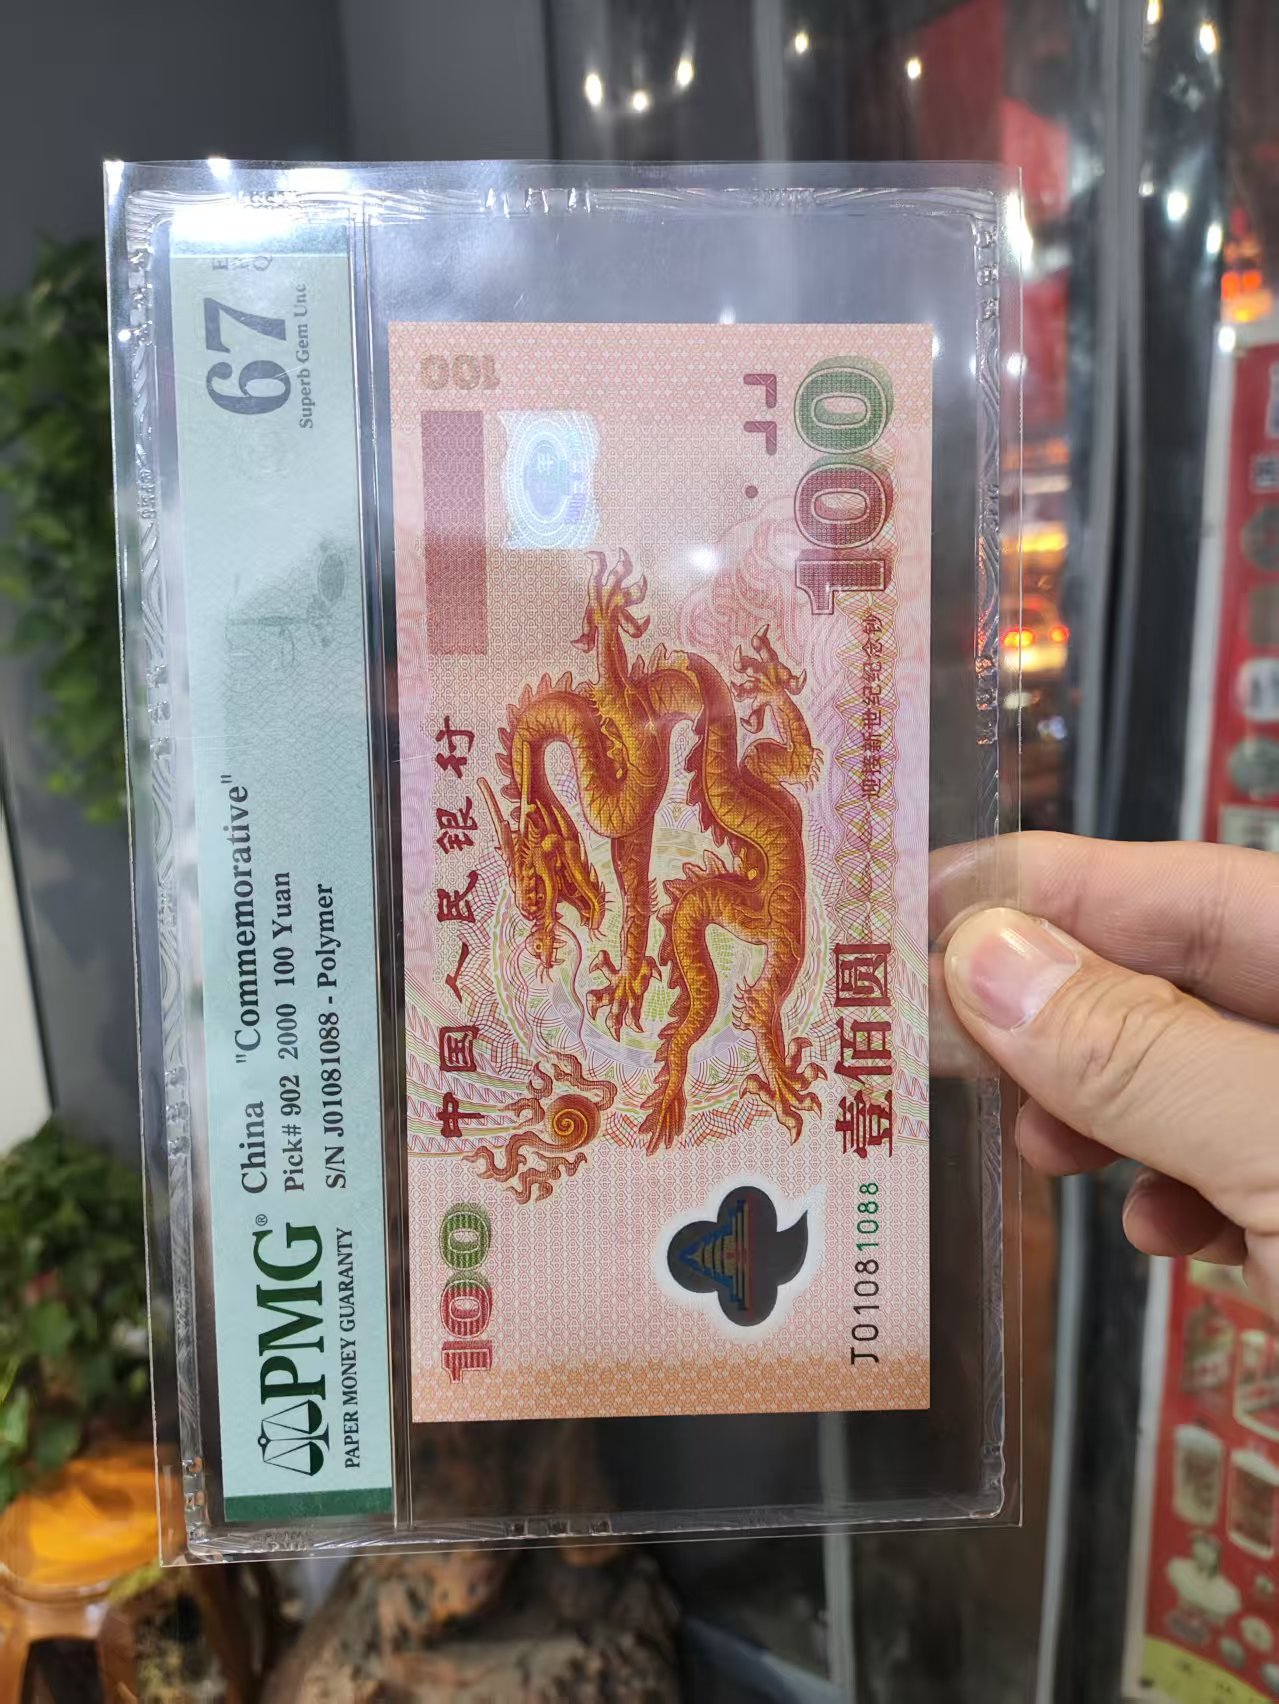 PMG®
PAPER MONEY GUARANTY
China "Commemorative"
Pick# 902 2000 100 Yuan
S/N J01081088 - Polymer
67
Superb Gem Unc
E
Q
100
中国人民银行
100
J01081088
壹佰圆
迎接新世纪纪念钞
100